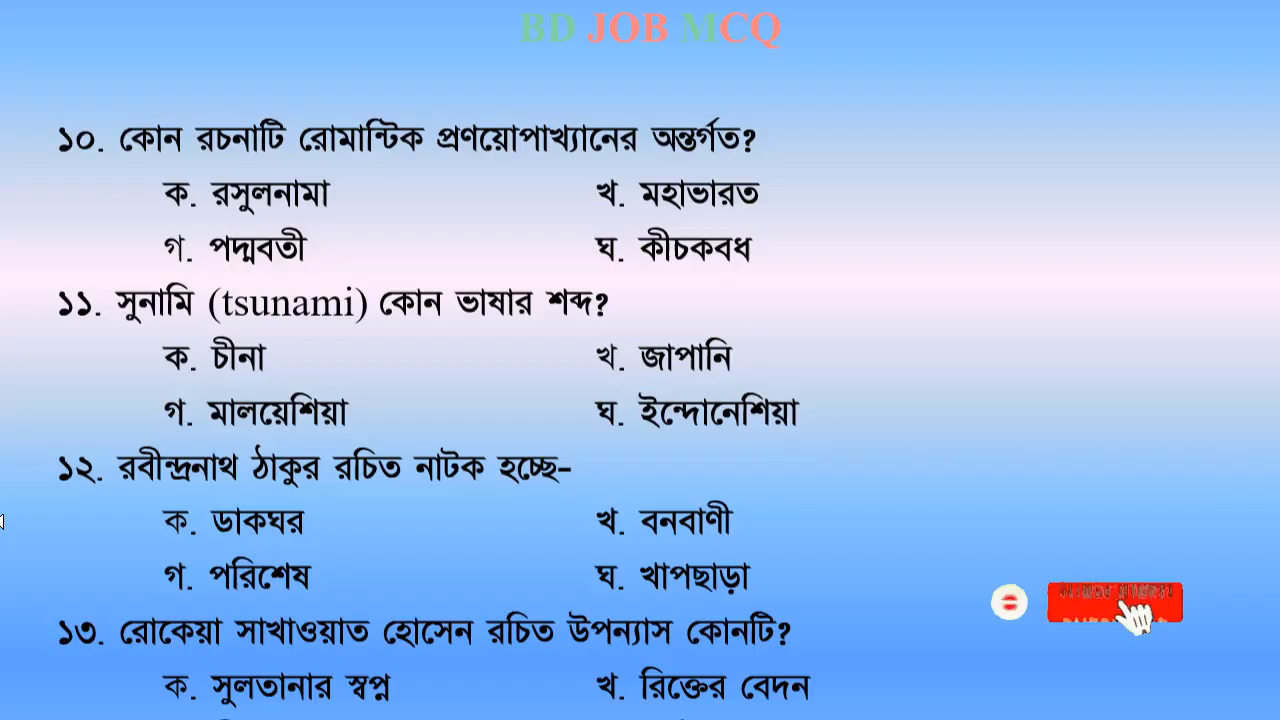 BD JOB MCQ
১০. কোন রচনাটি রোমান্টিক প্রণয়োপাখ্যানের অন্তর্গত?
ক. রসুলনামা খ. মহাভারত
গ. পদ্মবতী ঘ. কীচকবধ
১১. সুনামি (tsunami) কোন ভাষার শব্দ?
ক. চীনা খ. জাপানি
গ. মালয়েশিয়া ঘ. ইন্দোনেশিয়া
১২. রবীন্দ্রনাথ ঠাকুর রচিত নাটক হচ্ছে-
ক. ডাকঘর খ. বনবাণী
গ. পরিশেষ ঘ. খাপছাড়া
১৩. রোকেয়া সাখাওয়াত হোসেন রচিত উপন্যাস কোনটি?
ক. সুলতানার স্বপ্ন খ. রিক্তের বেদন